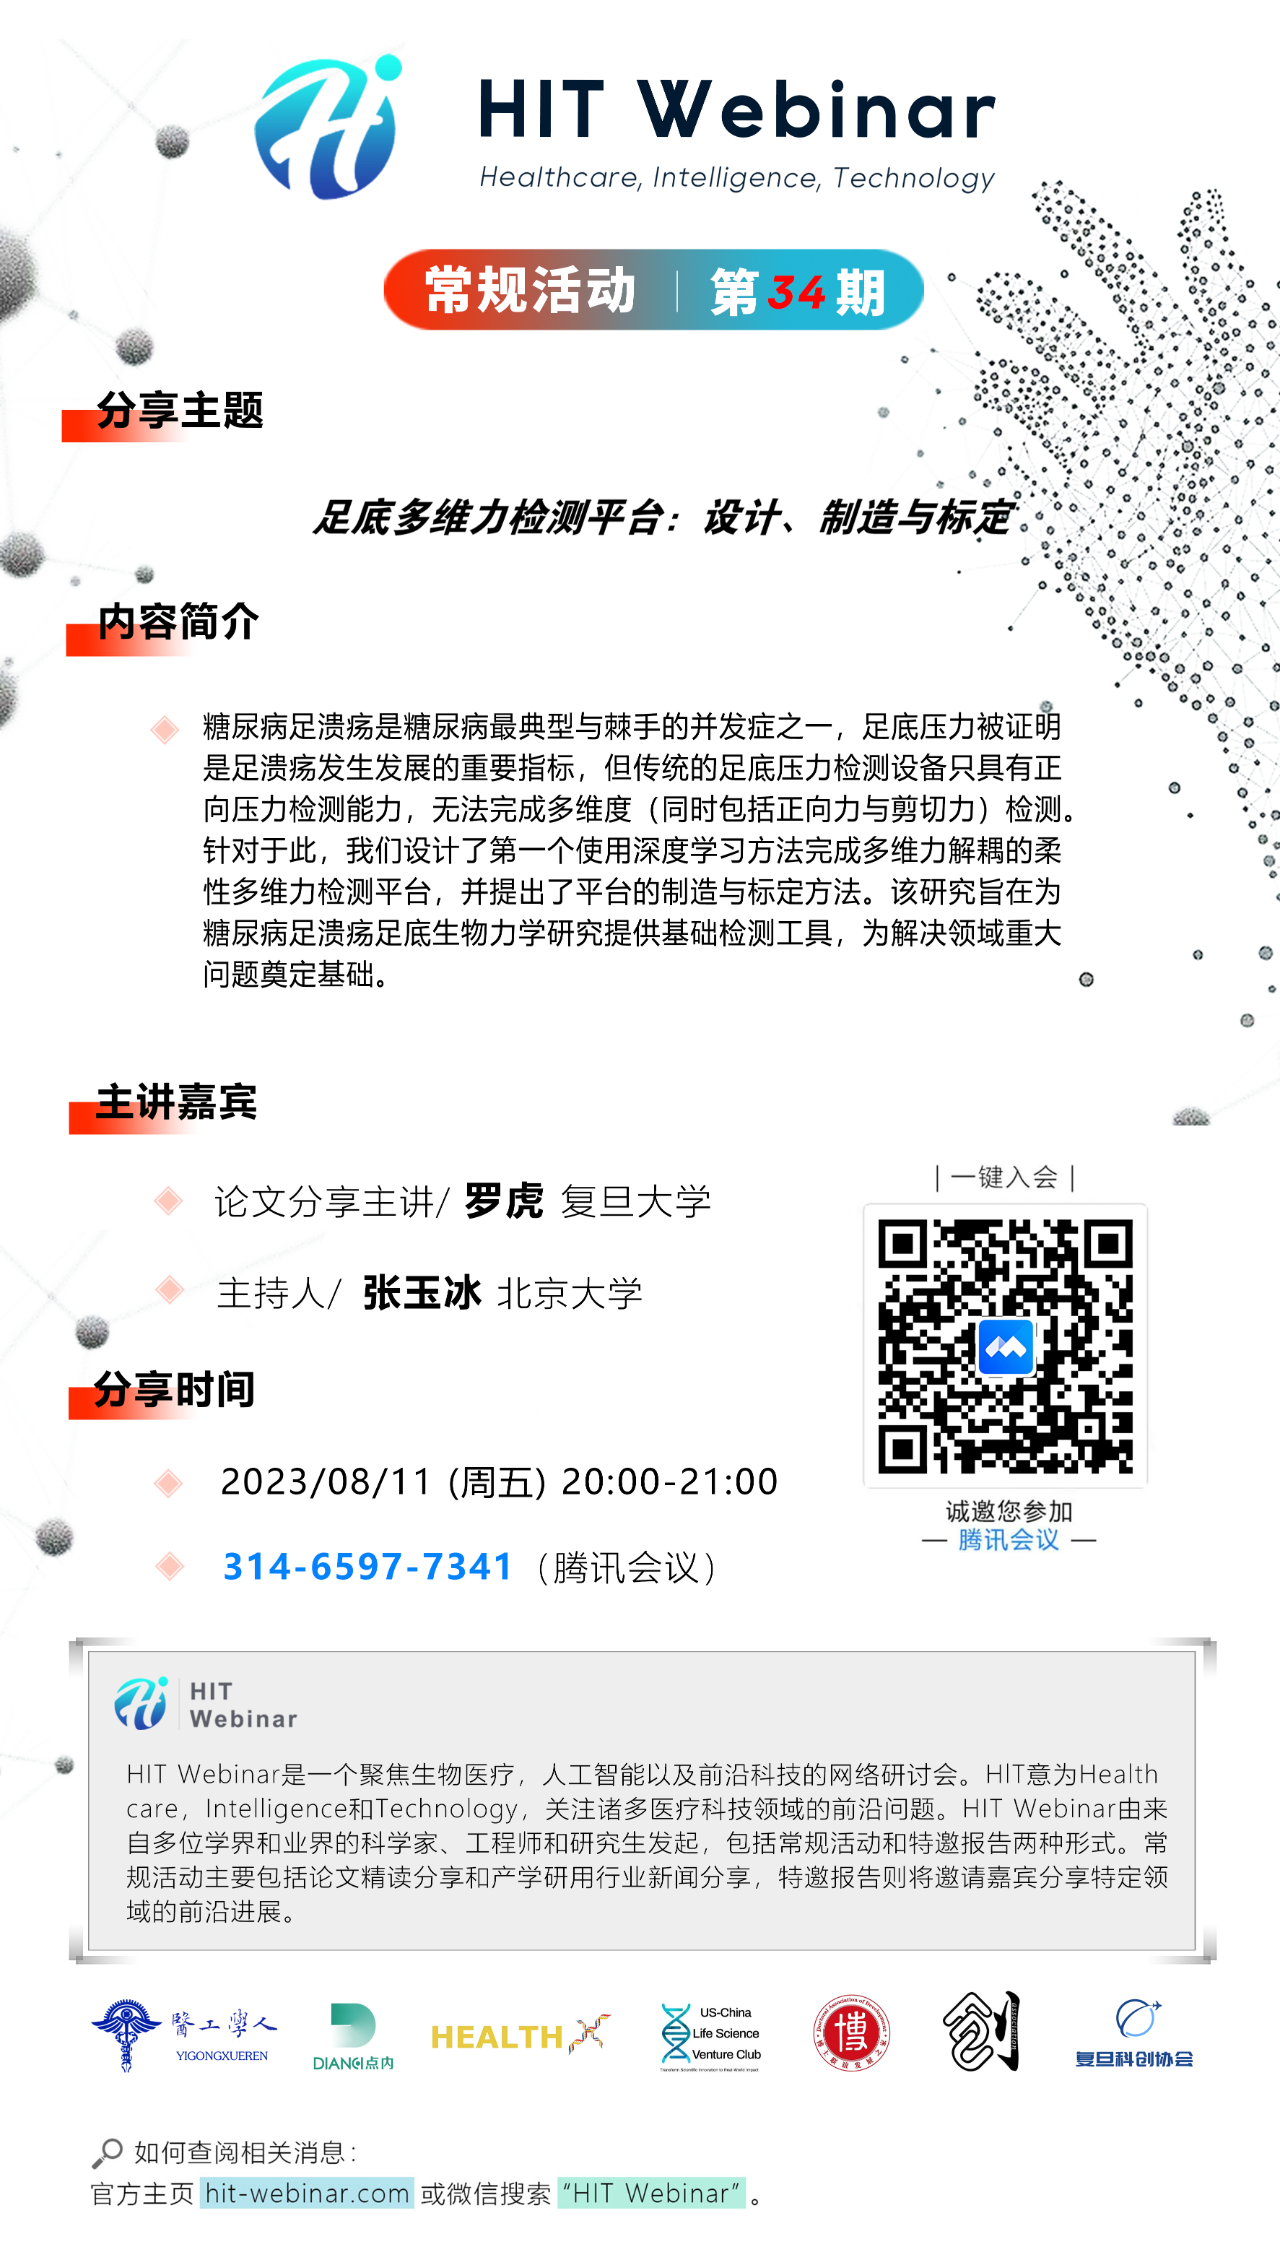 HIT Webinar
Healthcare, Intelligence, Technology
常规活动 | 第34期
分享主题
足底多维力检测平台：设计、制造与标定
内容简介
糖尿病足溃疡是糖尿病最典型与棘手的并发症之一，足底压力被证明
是足溃疡发生发展的重要指标，但传统的足底压力检测设备只具有正
向压力检测能力，无法完成多维度（同时包括正向力与剪切力）检测。
针对于此，我们设计了第一个使用深度学习方法完成多维力解耦的柔
性多维力检测平台，并提出了平台的制造与标定方法。该研究旨在为
糖尿病足溃疡足底生物力学研究提供基础检测工具，为解决领域重大
问题奠定基础。
主讲嘉宾
论文分享主讲/ 罗虎 复旦大学
主持人/ 张玉冰 北京大学
| 一键入会 |
诚邀您参加
— 腾讯会议 —
分享时间
2023/08/11 (周五) 20:00-21:00
314-6597-7341（腾讯会议）
HIT
Webinar
HIT Webinar是一个聚焦生物医疗，人工智能以及前沿科技的网络研讨会。HIT意为Health
care，Intelligence和Technology，关注诸多医疗科技领域的前沿问题。HIT Webinar由来
自多位学界和业界的科学家、工程师和研究生发起，包括常规活动和特邀报告两种形式。常
规活动主要包括论文精读分享和产学研用行业新闻分享，特邀报告则将邀请嘉宾分享特定领
域的前沿进展。
醫工學人
YIGONGXUEREN
DIANCI点内
HEALTH X
US-China
Life Science
Venture Club
博
创
复旦科创协会
如何查阅相关消息：
官方主页 hit-webinar.com 或微信搜索 “HIT Webinar” 。